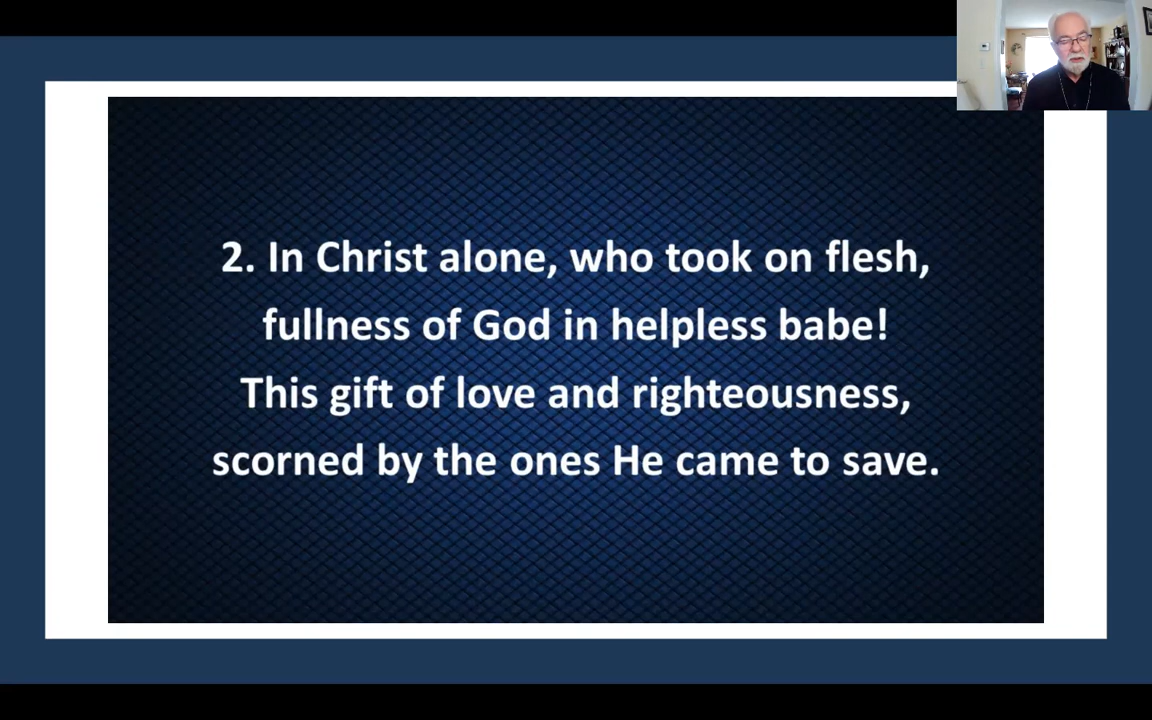 2. In Christ alone, who took on flesh,
fullness of God in helpless babe!
This gift of love and righteousness,
scorned by the ones He came to save.